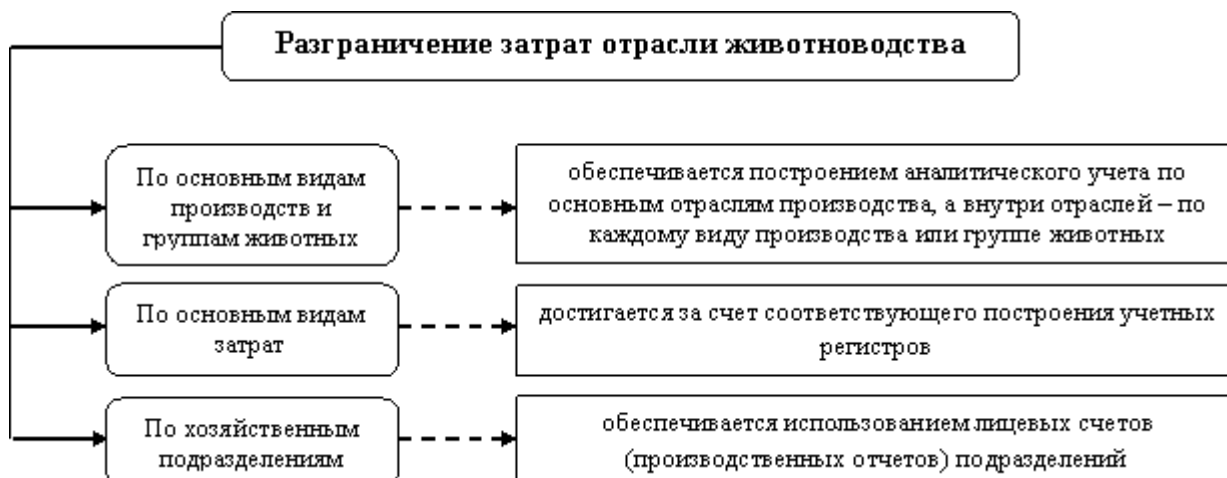 Разграничение затрат отрасли животноводства
По основным видам
производств и
группам животных
обеспечивается построением аналитического учета по
основным отраслям производства, а внутри отраслей – по
каждому виду производства или группе животных
По основным видам
затрат
достигается за счет соответствующего построения учетных
регистров
По хозяйственным
подразделениям
обеспечивается использованием лицевых счетов
(производственных отчетов) подразделений